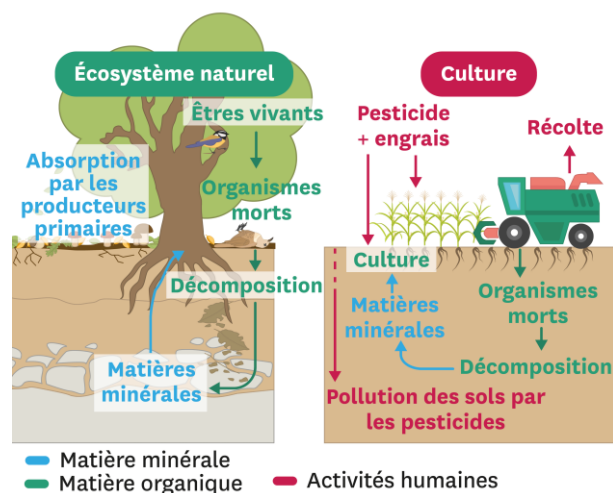 Écosystème naturel
Êtres vivants
Absorption
par les
producteurs
primaires
Organismes
morts
Décomposition
Matières
minérales
Culture
Pesticide
+ engrais
Récolte
Culture
Matières
minérales
Organismes
morts
Décomposition
Pollution des sols par
les pesticides
Matière minérale
Matière organique
Activités humaines